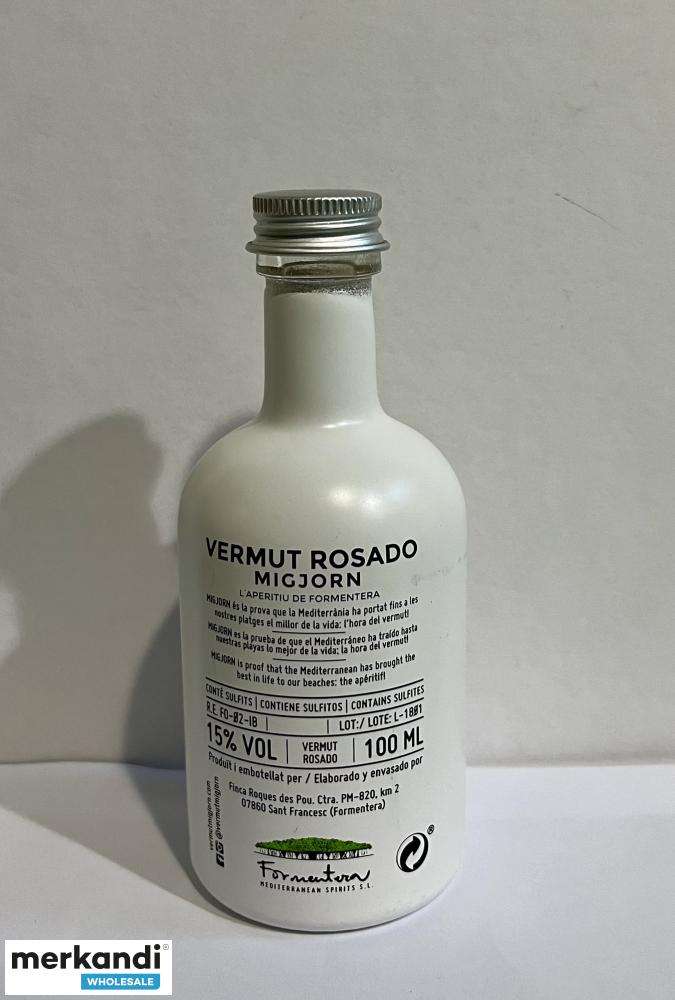 VERMUT ROSADO
MIGJORN
L'APERITIU DE FORMENTERA
MIGJORN és la prova que la Mediterrània ha portat fins a les
nostres platges el millor de la vida: l'hora del vermut!
MIGJORN es la prueba de que el Mediterráneo ha traído hasta
nuestras playas lo mejor de la vida: la hora del vermut!
MIGJORN is proof that the Mediterranean has brought the
best in life to our beaches: the apéritif!
CONTÉ SULFITS | CONTIENE SULFITOS | CONTAINS SULFITES
R.E. FO-02-IB | | LOT:/ LOTE: L-1801
15% VOL | VERMUT ROSADO | 100 ML
Produït i embotellat per / Elaborado y envasado por
Finca Roques des Pou. Ctra. PM-820, km 2
07860 Sant Francesc (Formentera)
vermutmigjorn.com
@vermutmigjorn
Formentera
MEDITERRANEAN SPIRITS S.L.
®
merkandi®
WHOLESALE